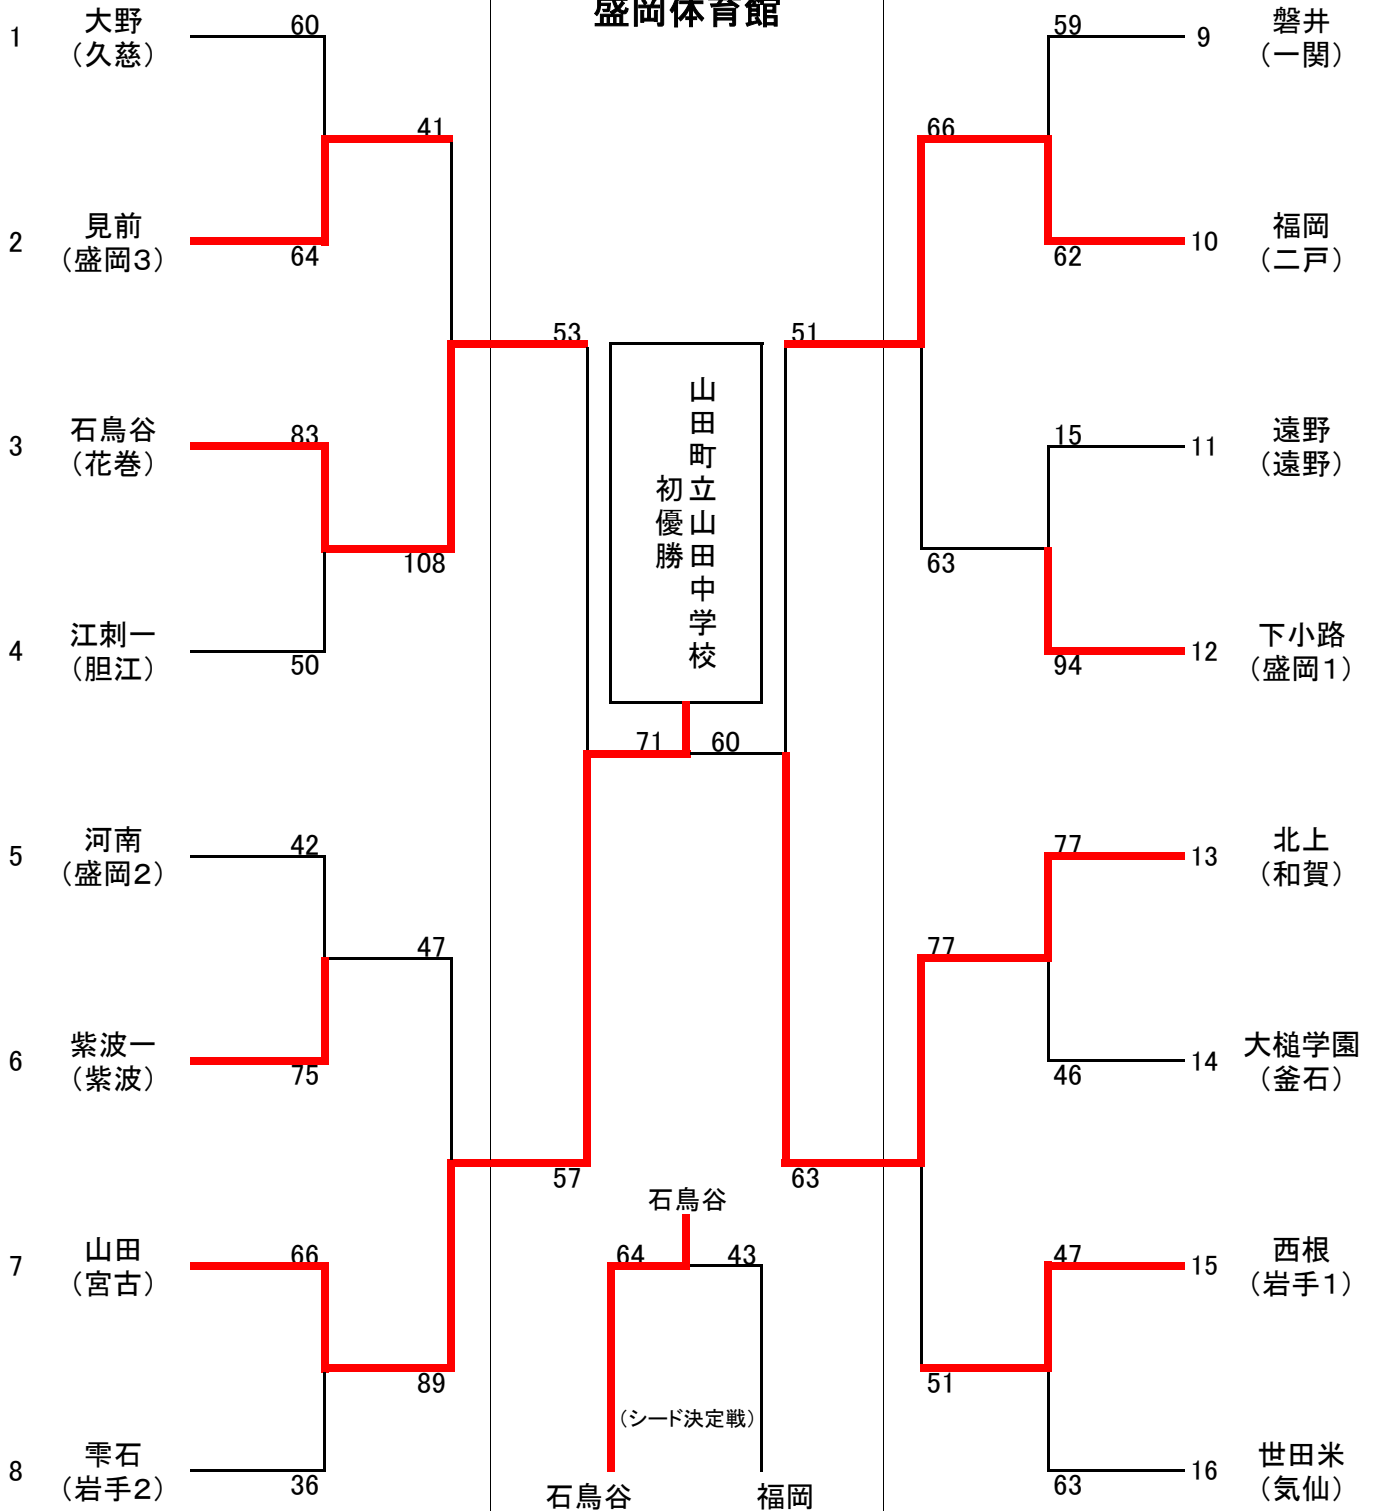 盛岡体育館
1 大野 60
（久慈）
41
2 見前
（盛岡3） 64
53
3 石鳥谷 83
（花巻）
108
4 江刺一
（胆江） 50
71
5 河南 42
（盛岡2）
47
6 紫波一
（紫波） 75
57
7 山田 66
（宮古）
89
8 雫石
（岩手2） 36
山田町立山田中学校
初優勝
59 9 磐井
（一関）
66
10 福岡
62 （二戸）
51
15 11 遠野
（遠野）
63
12 下小路
94 （盛岡1）
60
77 13 北上
（和賀）
77
14 大槌学園
46 （釜石）
63
47 15 西根
（岩手1）
51
16 世田米
63 （気仙）
石鳥谷
64 43
（シード決定戦）
石鳥谷 福岡